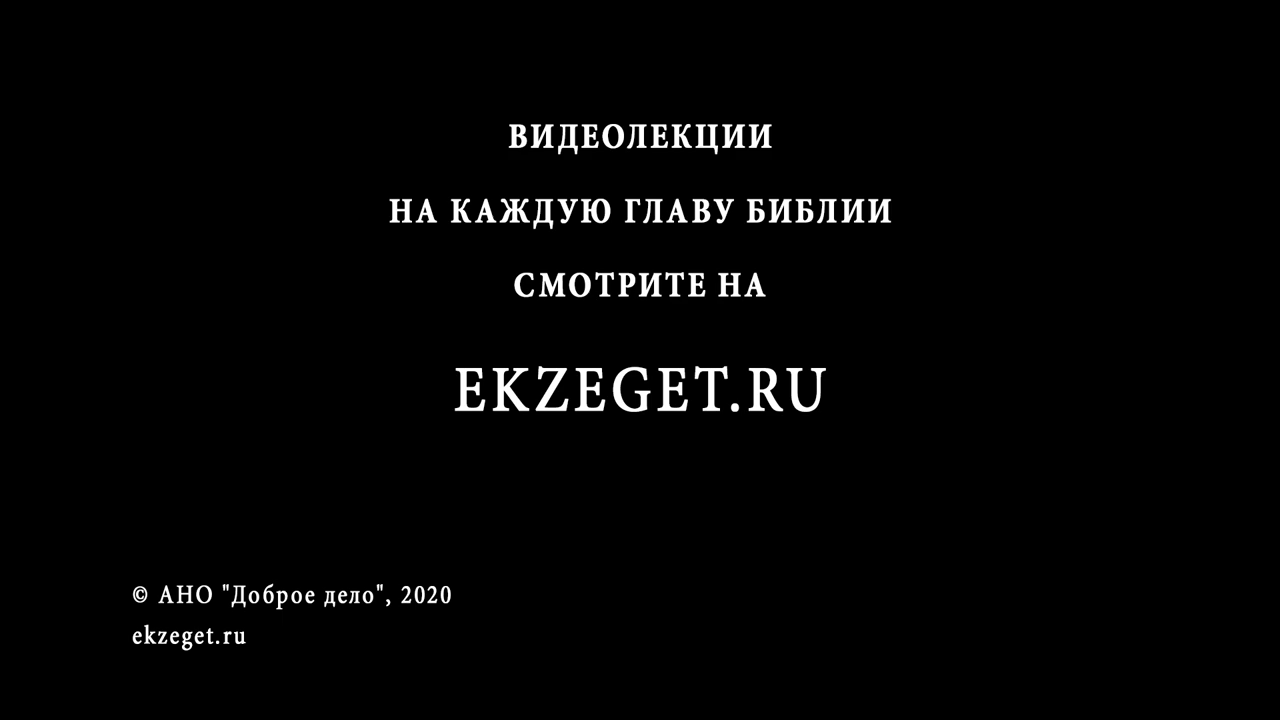 ВИДЕОЛЕКЦИИ
НА КАЖДУЮ ГЛАВУ БИБЛИИ
СМОТРИТЕ НА
EKZEGET.RU
© АНО "Доброе дело", 2020
ekzeget.ru